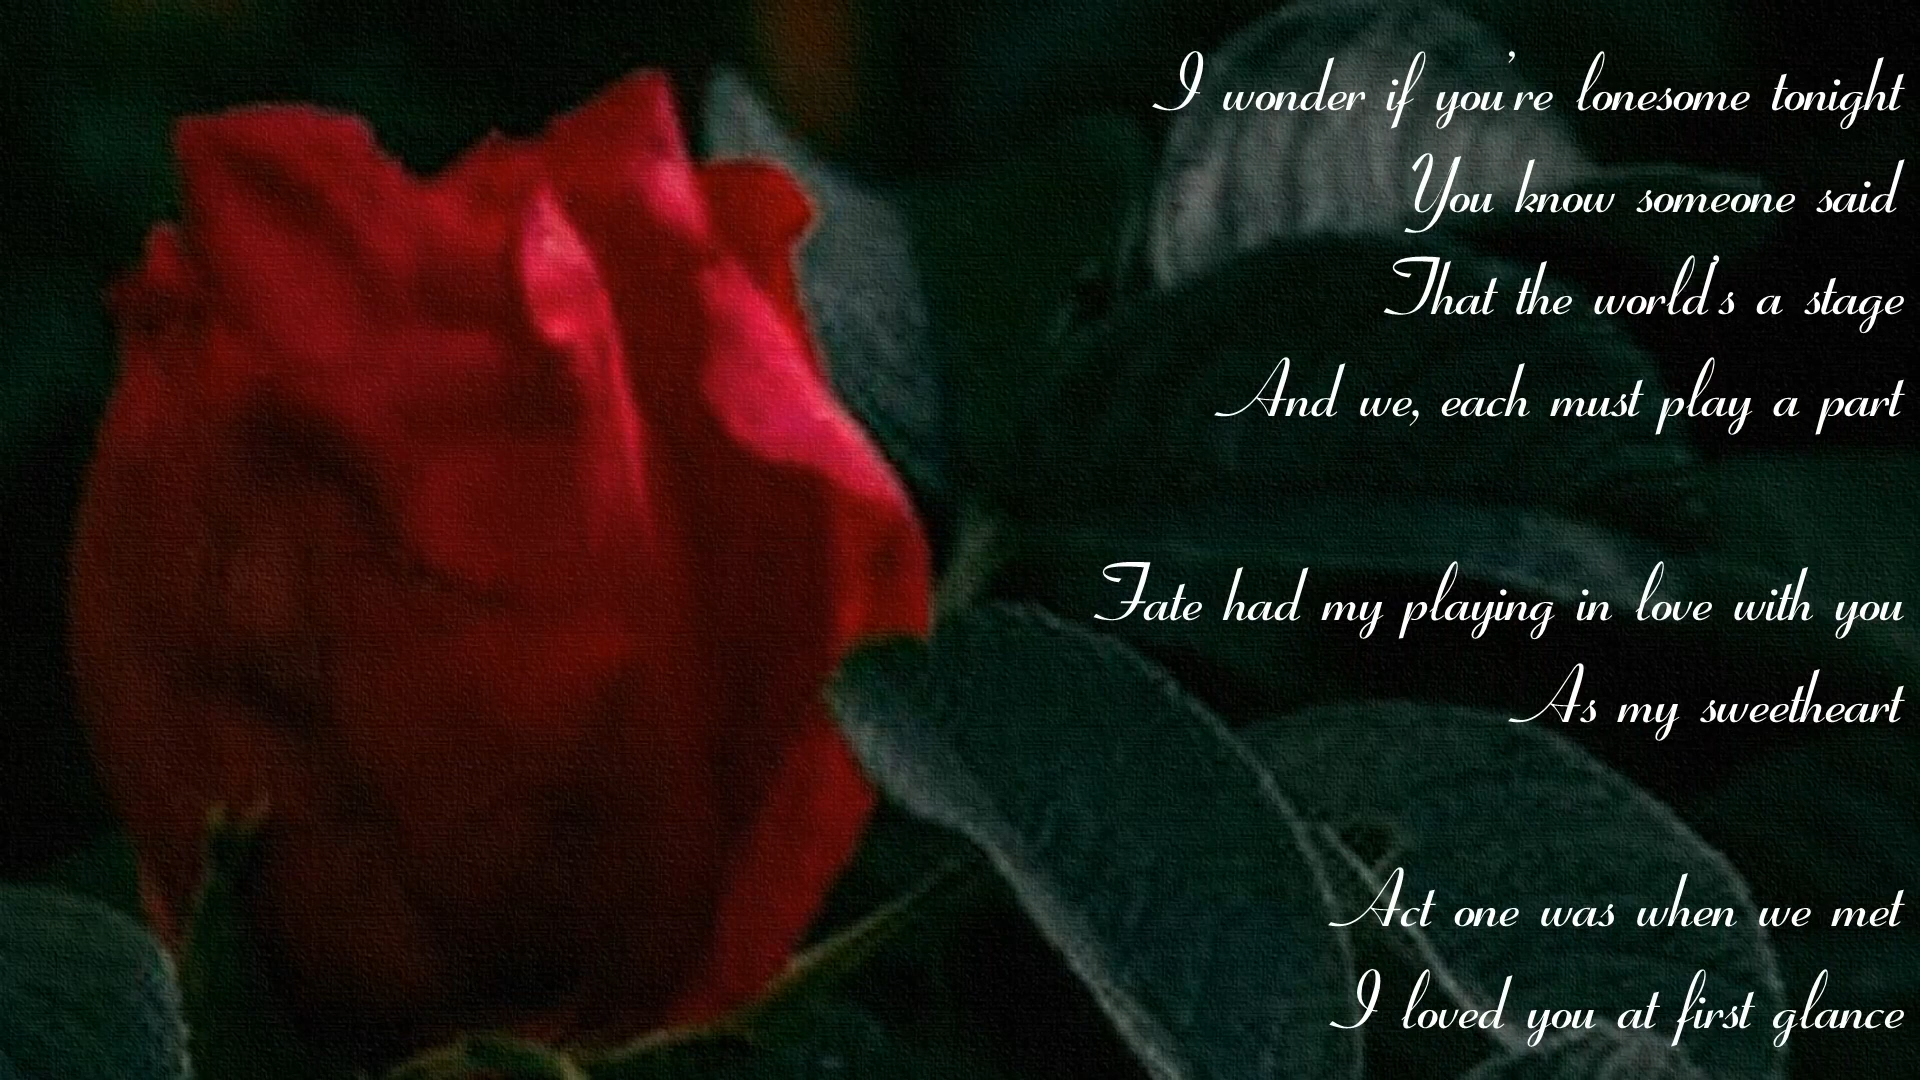 I wonder if you're lonesome tonight
You know someone said
That the world's a stage
And we, each must play a part
Fate had my playing in love with you
As my sweetheart
Act one was when we met
I loved you at first glance